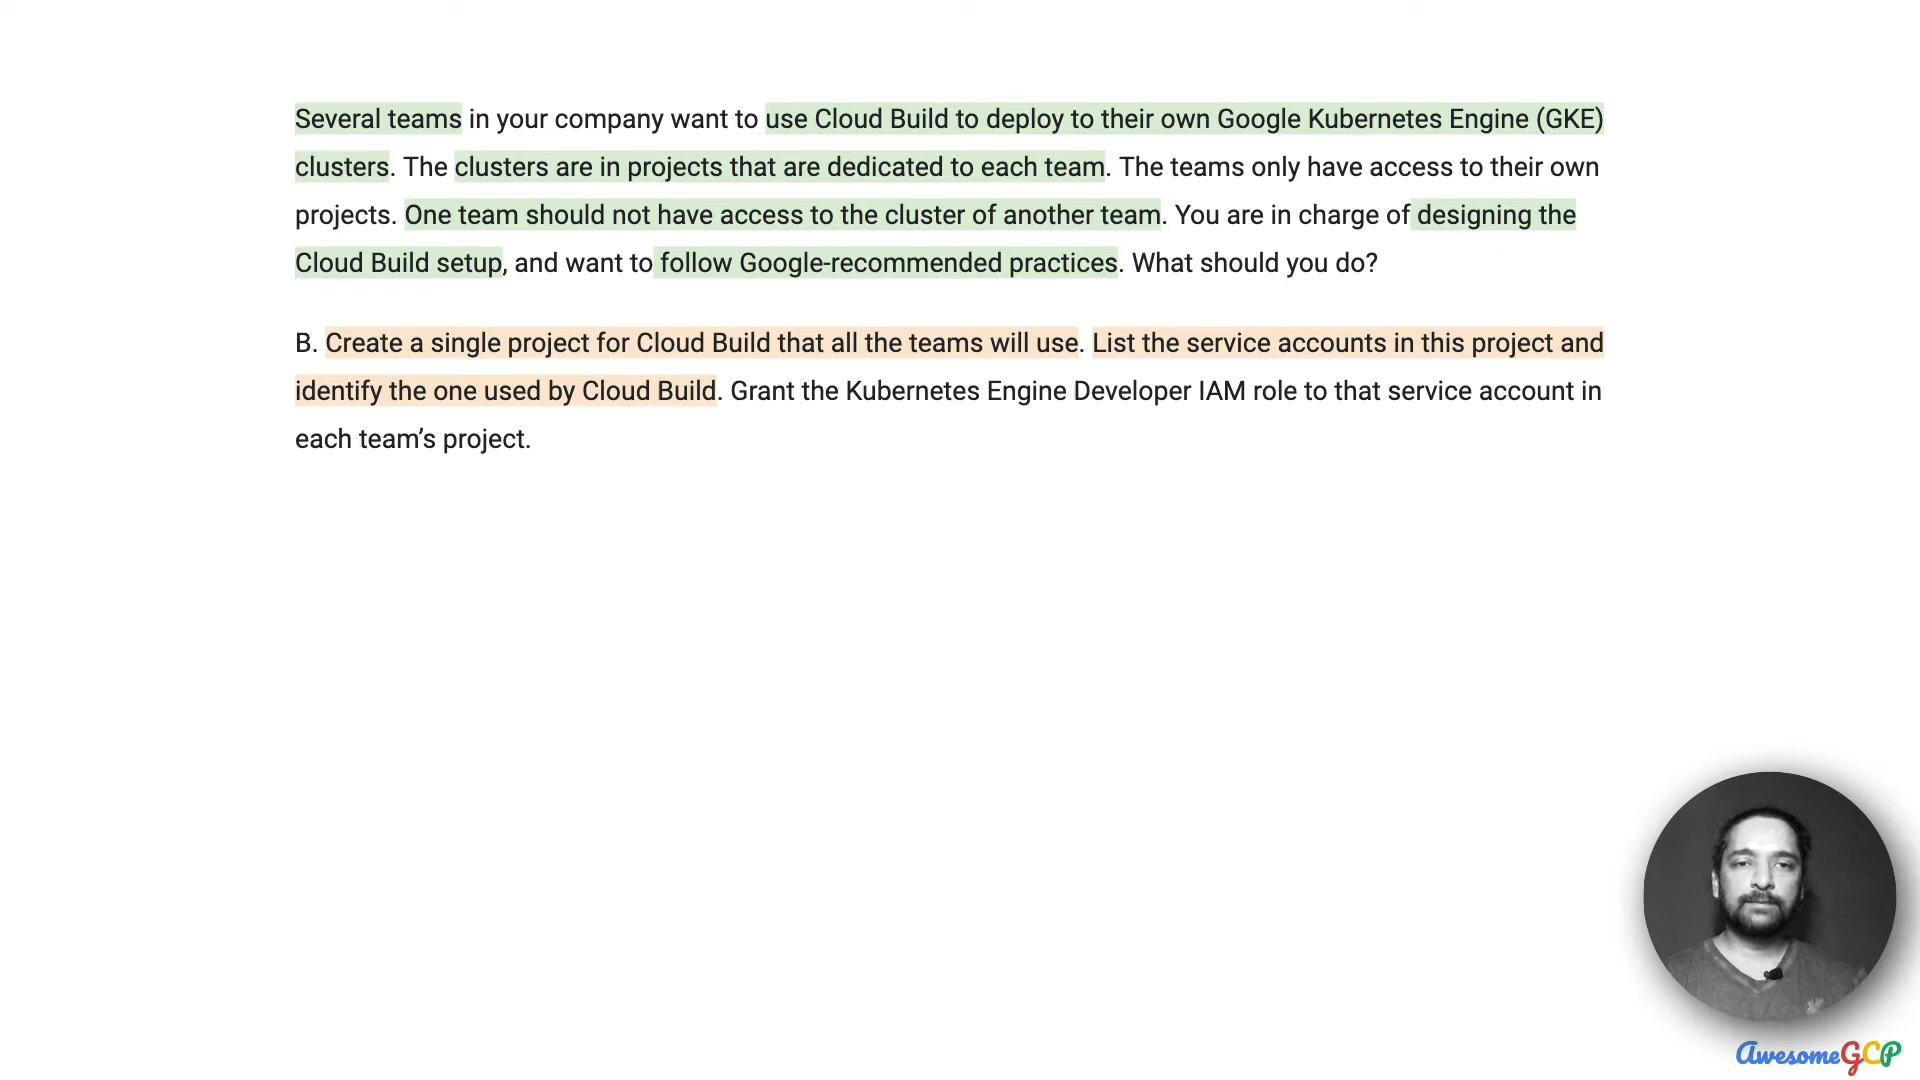 Several teams in your company want to use Cloud Build to deploy to their own Google Kubernetes Engine (GKE)
clusters. The clusters are in projects that are dedicated to each team. The teams only have access to their own
projects. One team should not have access to the cluster of another team. You are in charge of designing the
Cloud Build setup, and want to follow Google-recommended practices. What should you do?
B. Create a single project for Cloud Build that all the teams will use. List the service accounts in this project and
identify the one used by Cloud Build. Grant the Kubernetes Engine Developer IAM role to that service account in
each team’s project.
AwesomeGCP